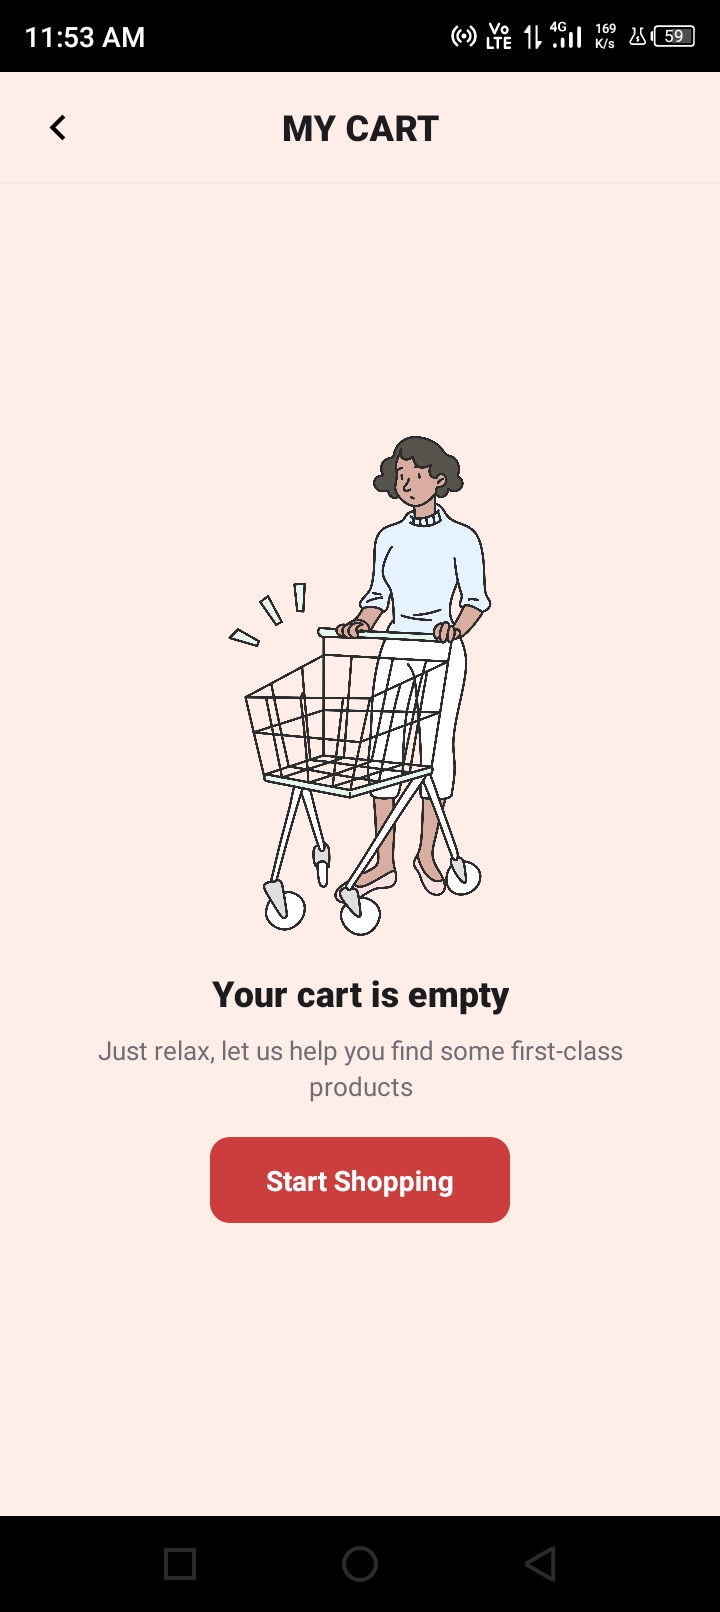 11:53 AM
Vo
LTE
4G
169
K/s
59
MY CART
Your cart is empty
Just relax, let us help you find some first-class
products
Start Shopping